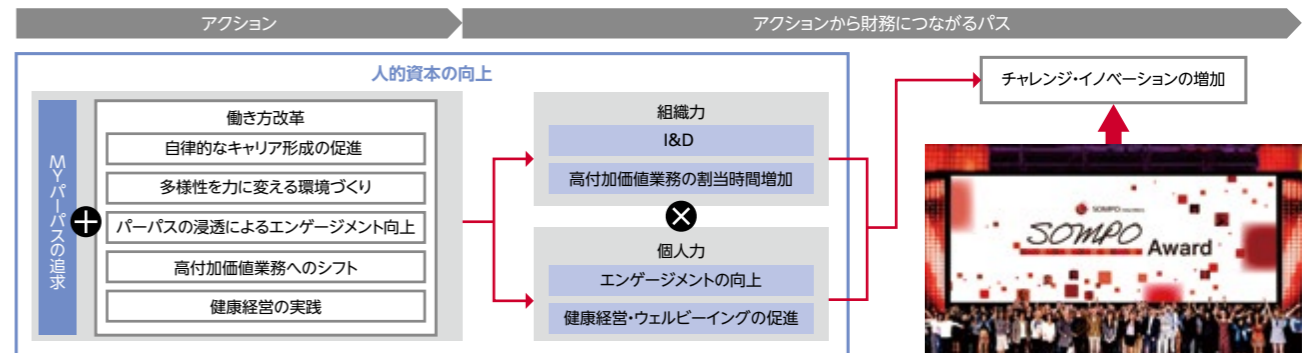 アクション
アクションから財務につながるパス
人的資本の向上
MYパーパスの追求
働き方改革
自律的なキャリア形成の促進
多様性を力に変える環境づくり
パーパスの浸透によるエンゲージメント向上
高付加価値業務へのシフト
健康経営の実践
組織力
I&D
高付加価値業務の割当時間増加
個人力
エンゲージメントの向上
健康経営・ウェルビーイングの促進
チャレンジ・イノベーションの増加
SOMPO
SOMPO
Award